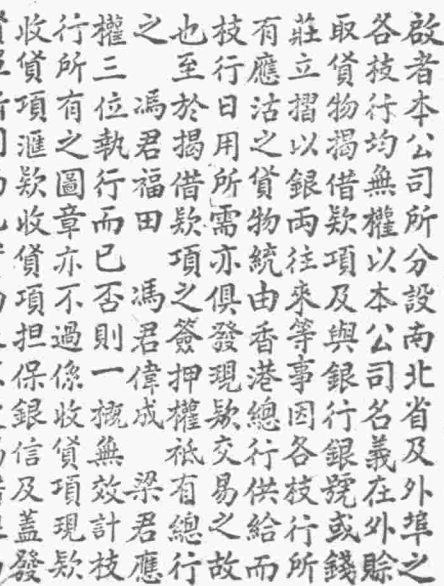 啟者本公司所分設南北省及外埠之
各枝行均無權以本公司名義在外賒
取貨物揭借欵項及與銀行銀號或錢
莊立摺以銀兩往來等事因各枝行所
有應沽之貨物統由香港總行供給而
枝行日用所需亦俱發現欵交易之故
也至於揭借欵項之簽押權祇有總行
之 馮君福田 馮君偉成 梁君應
權三位執行而已否則一概無效計枝
行所有之圖章亦不過係收貨項現欵
收貨項滙欵收貨項担保銀信及蓋發